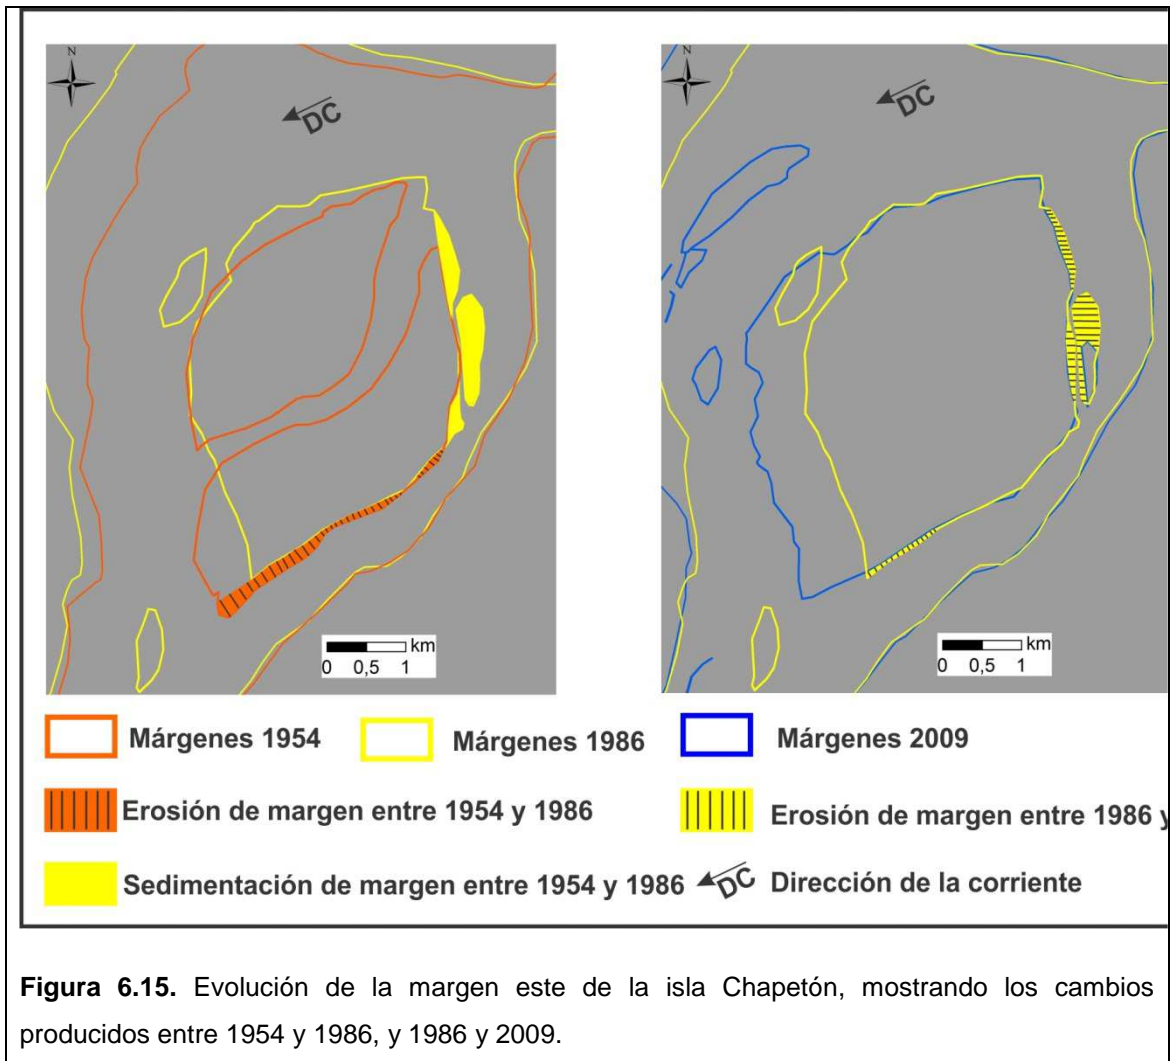 N
DC
km
0 0,5 1
N
DC
km
0 0,5 1
Márgenes 1954
Márgenes 1986
Márgenes 2009
Erosión de margen entre 1954 y 1986
Erosión de margen entre 1986 y
Sedimentación de margen entre 1954 y 1986
DC Dirección de la corriente
Figura 6.15. Evolución de la margen este de la isla Chapetón, mostrando los cambios
producidos entre 1954 y 1986, y 1986 y 2009.